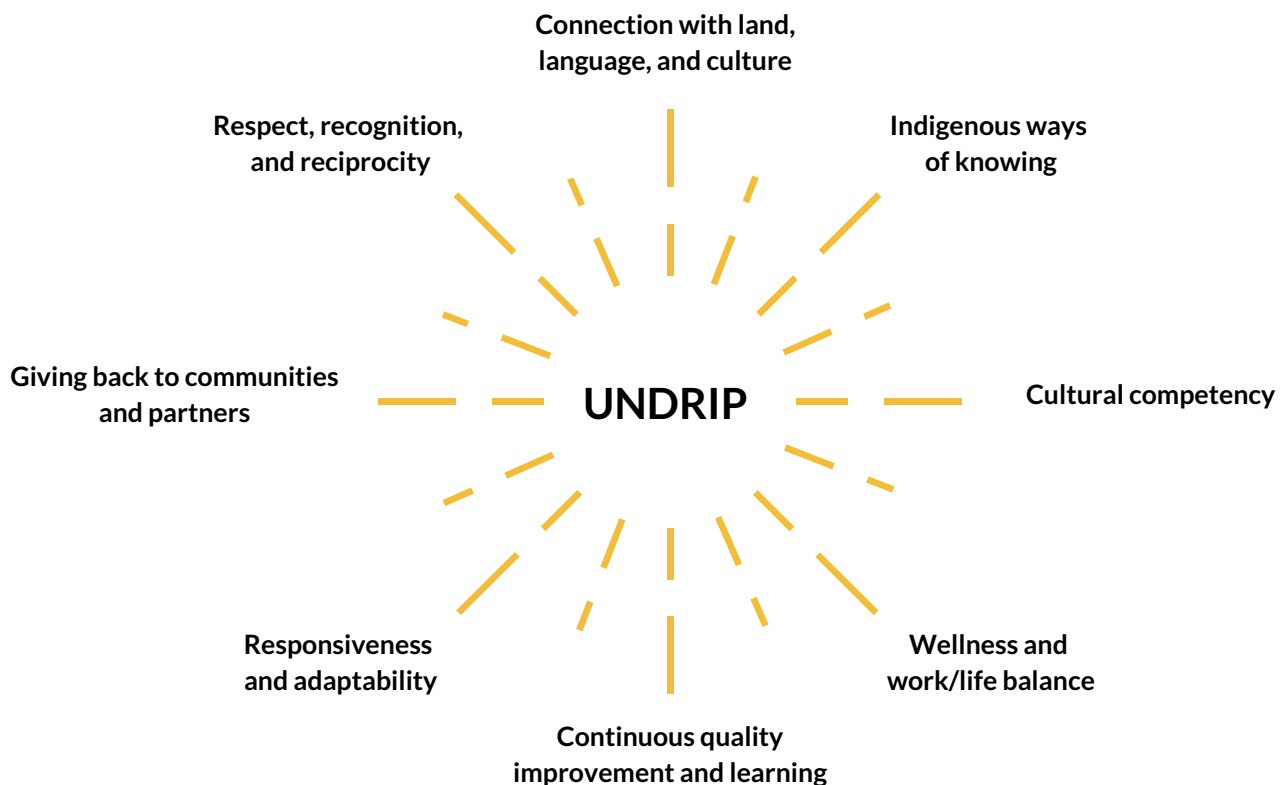 Connection with land,
language, and culture
Respect, recognition,
and reciprocity
Indigenous ways
of knowing
Giving back to communities
and partners
UNDRIP
Cultural competency
Responsiveness
and adaptability
Wellness and
work/life balance
Continuous quality
improvement and learning